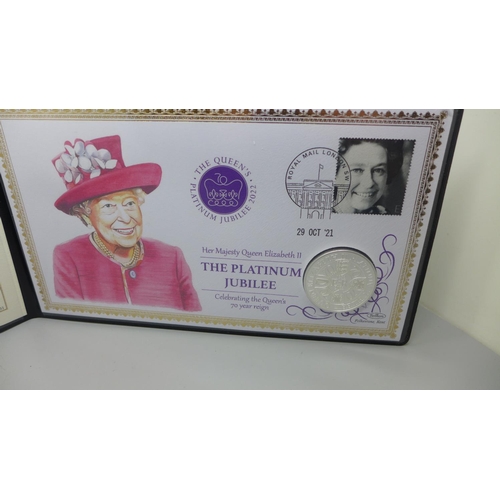 THE QUEEN'S
70
PLATINUM JUBILEE 2022
ROYAL MAIL LONDON SW
29 OCT '21
Her Majesty Queen Elizabeth II
THE PLATINUM
JUBILEE
Celebrating the Queen's
70 year reign